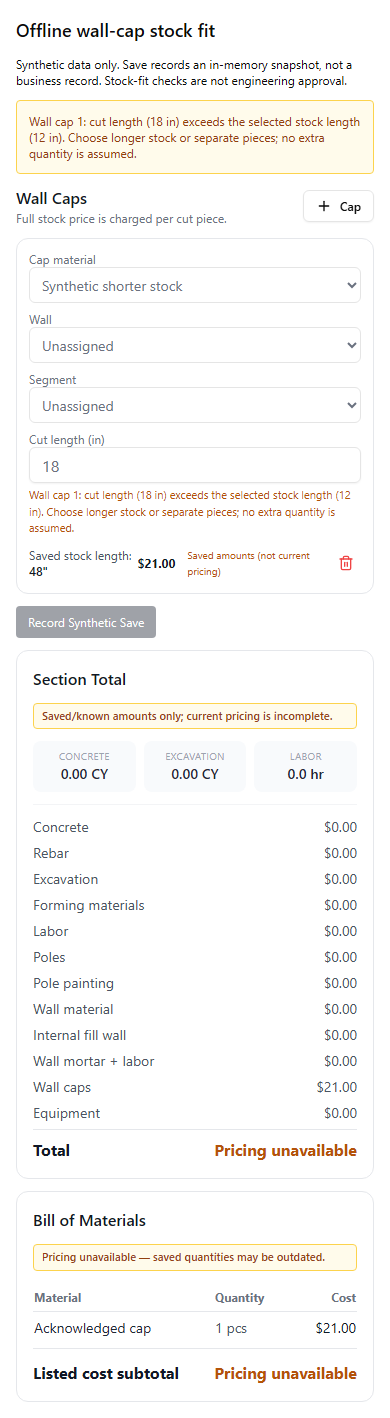 Offline wall-cap stock fit
Synthetic data only. Save records an in-memory snapshot, not a
business record. Stock-fit checks are not engineering approval.
Wall cap 1: cut length (18 in) exceeds the selected stock length
(12 in). Choose longer stock or separate pieces; no extra
quantity is assumed.
Wall Caps
Full stock price is charged per cut piece.
+ Cap
Cap material
Synthetic shorter stock
Wall
Unassigned
Segment
Unassigned
Cut length (in)
18
Wall cap 1: cut length (18 in) exceeds the selected stock length (12
in). Choose longer stock or separate pieces; no extra quantity is
assumed.
Saved stock length:
48"
$21.00
Saved amounts (not current
pricing)
Record Synthetic Save
Section Total
Saved/known amounts only; current pricing is incomplete.
CONCRETE
0.00 CY
EXCAVATION
0.00 CY
LABOR
0.0 hr
Concrete $0.00
Rebar $0.00
Excavation $0.00
Forming materials $0.00
Labor $0.00
Poles $0.00
Pole painting $0.00
Wall material $0.00
Internal fill wall $0.00
Wall mortar + labor $0.00
Wall caps $21.00
Equipment $0.00
Total Pricing unavailable
Bill of Materials
Pricing unavailable — saved quantities may be outdated.
Material Quantity Cost
Acknowledged cap 1 pcs $21.00
Listed cost subtotal Pricing unavailable